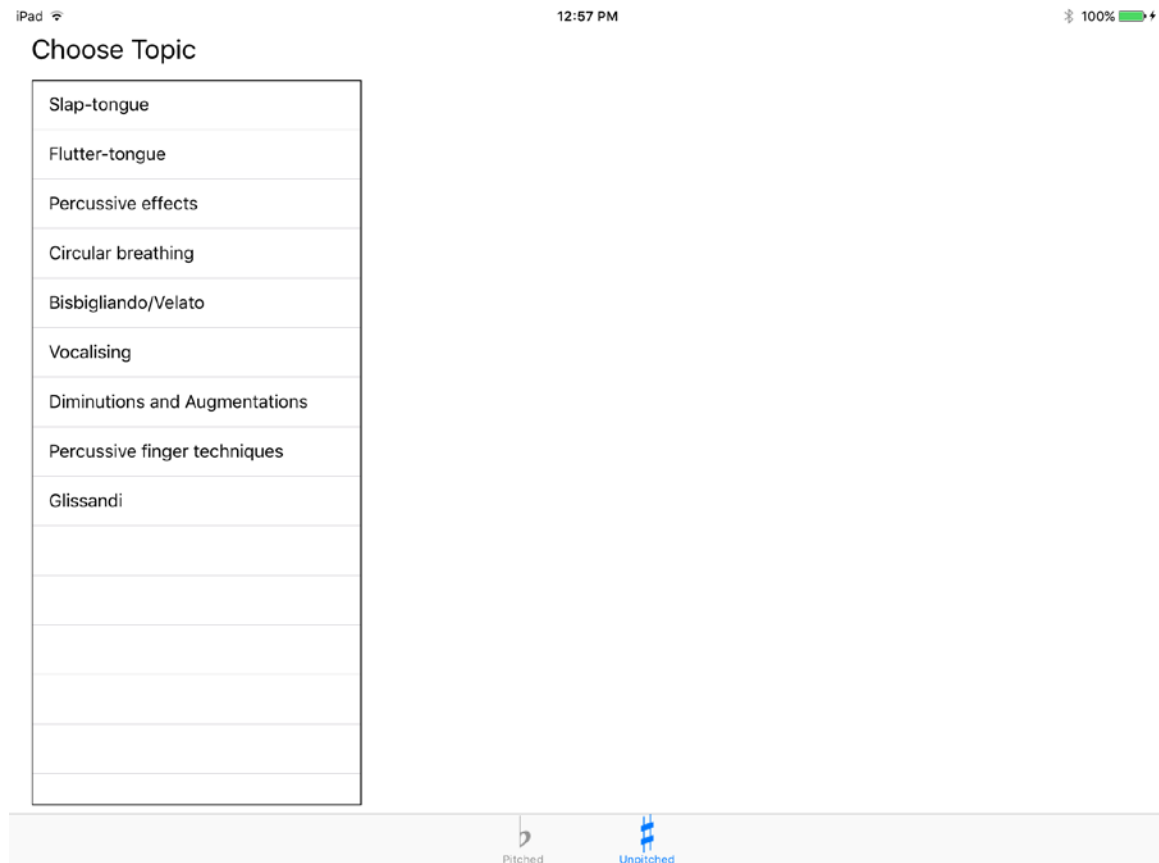 iPad 12:57 PM 100%
Choose Topic
Slap-tongue
Flutter-tongue
Percussive effects
Circular breathing
Bisbigliando/Velato
Vocalising
Diminutions and Augmentations
Percussive finger techniques
Glissandi
Pitched Unpitched